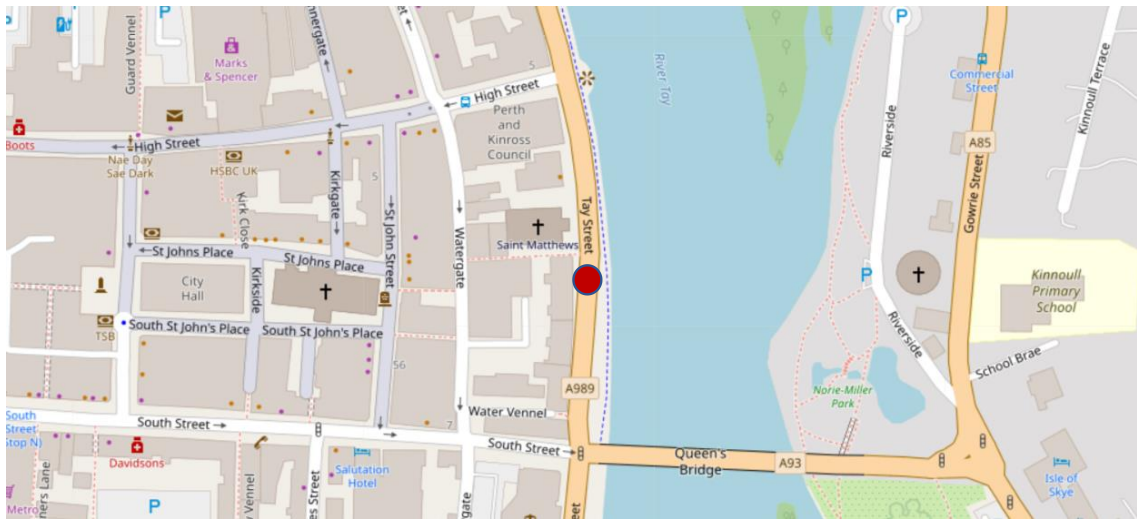 P
P
Guard Vennel
Marks
& Spencer
Boots
High Street
Nae Day
Sae Dark
HSBC UK
Kirk Close
Kirkgate
5
St John Street
Watergate
High Street
5
Perth
and
Kinross
Council
Tay Street
Saint Matthews
River Tay
P
Riverside
Commercial
Street
A85
Gowrie Street
Kinnoull Terrace
St Johns Place
St Johns Place
City
Hall
Kirkside
TSB
South St John's Place
South St John's Place
56
A989
Water Vennel
7
South Street
South
Street
Stop N)
Davidsons
Salutation
Hotel
South Street
Queen's
Bridge
A93
P
Kinnoull
Primary
School
Riverside
School Brae
Norie-Miller
Park
Isle of
Skye
Metro
P